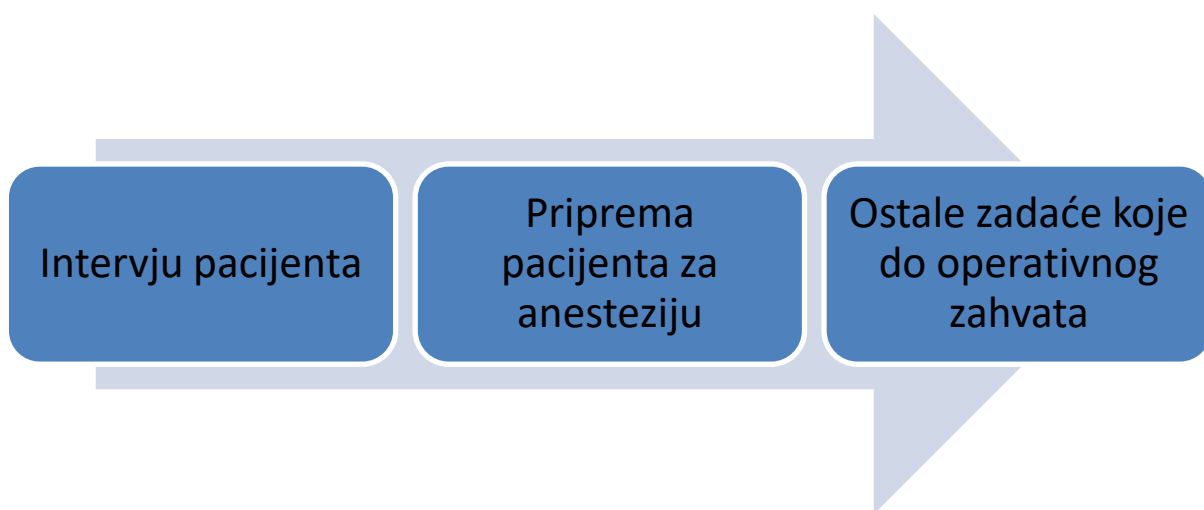 Intervju pacijenta
Priprema
pacijenta za
anesteziju
Ostale zadaće koje
do operativnog
zahvata